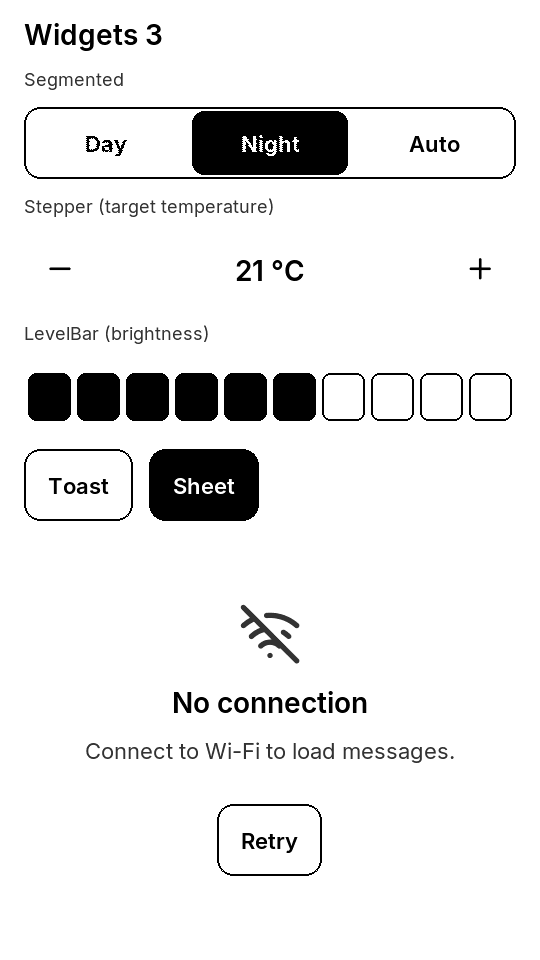 Widgets 3
Segmented
Day Night Auto
Stepper (target temperature)
− 21 °C +
LevelBar (brightness)
Toast Sheet
No connection
Connect to Wi-Fi to load messages.
Retry